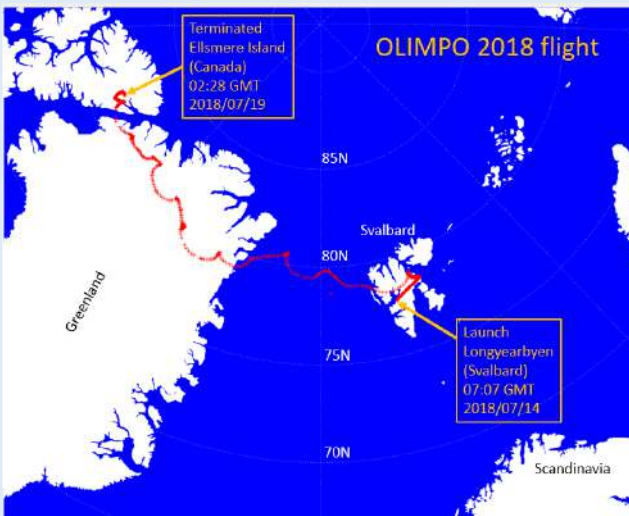 Terminated
Ellsmere Island
(Canada)
02:28 GMT
2018/07/19
OLIMPO 2018 flight
85N
Svalbard
80N
Greenland
Launch
Longyearbyen
(Svalbard)
07:07 GMT
2018/07/14
75N
70N
Scandinavia